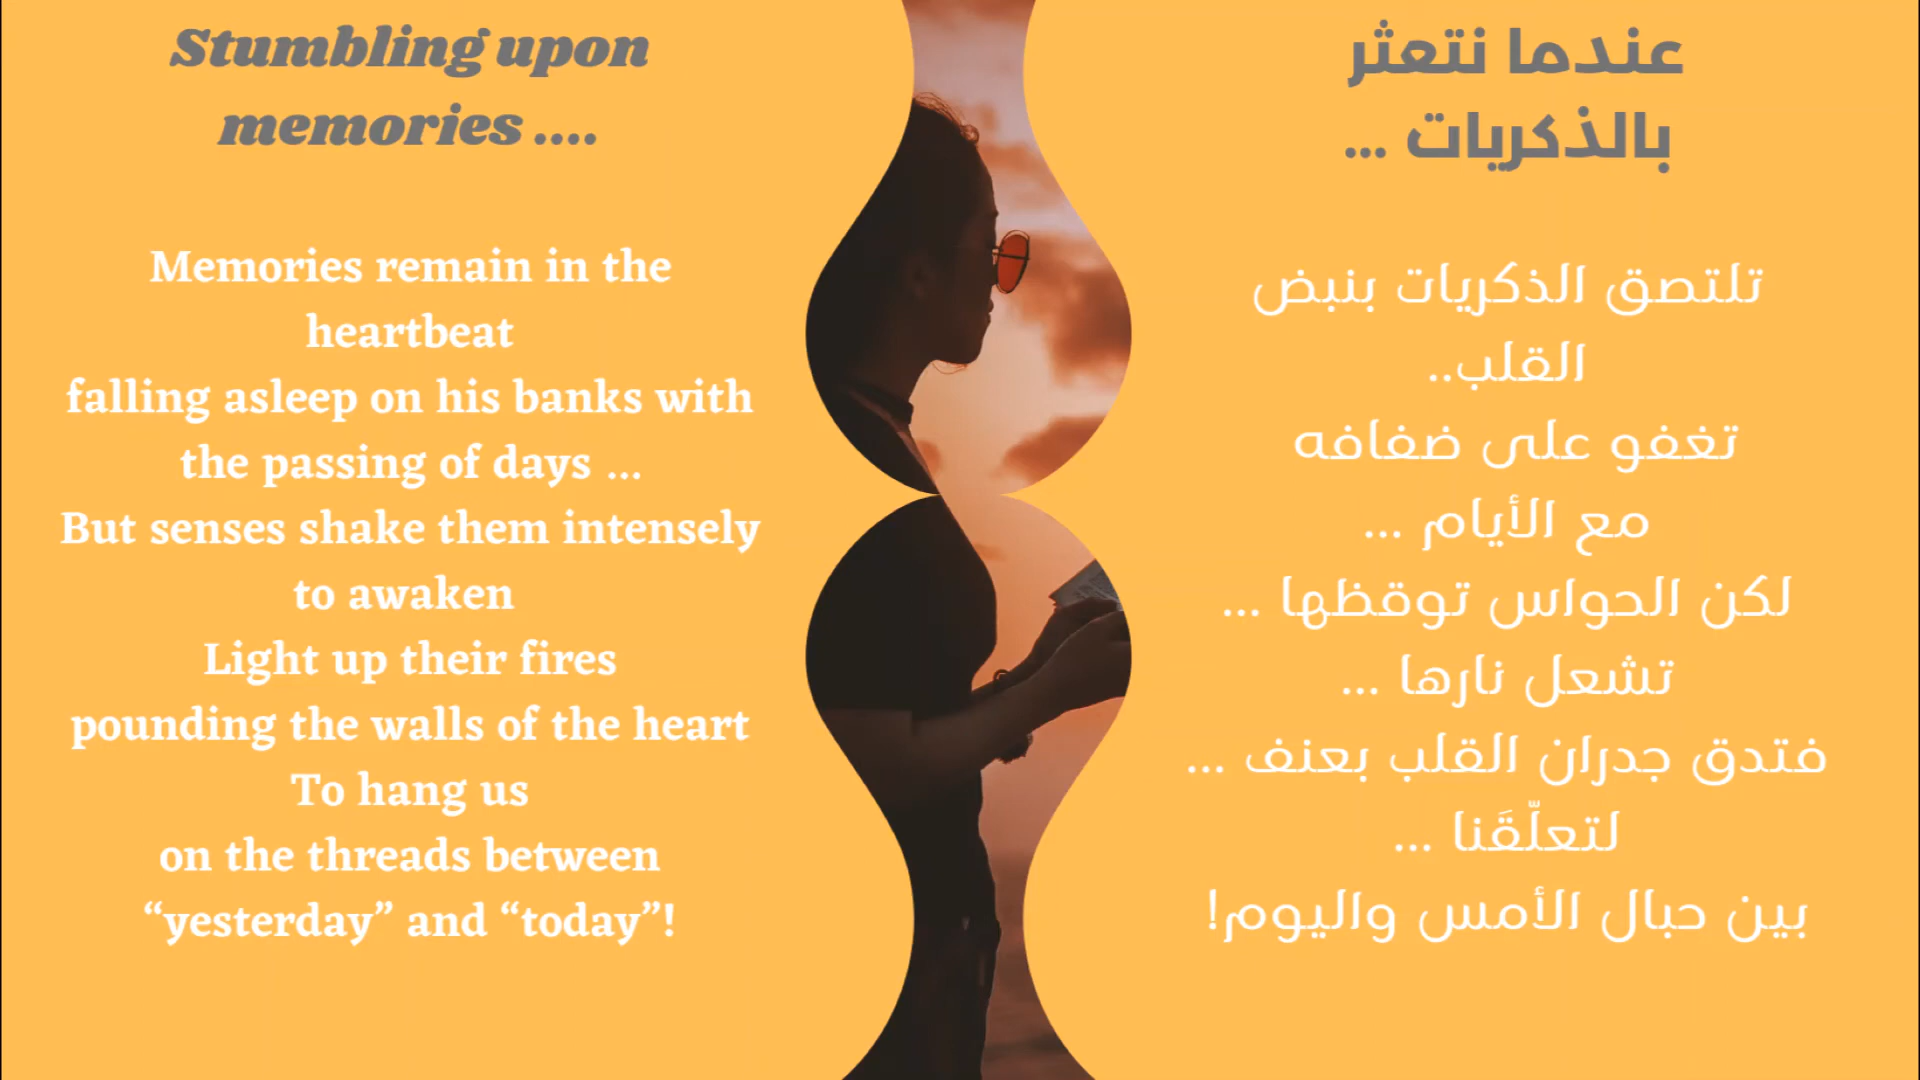 Stumbling upon
memories ....
Memories remain in the
heartbeat
falling asleep on his banks with
the passing of days ...
But senses shake them intensely
to awaken
Light up their fires
pounding the walls of the heart
To hang us
on the threads between
“yesterday” and “today”!
عندما نتعثر
بالذكريات ...
تلتصق الذكريات بنبض
القلب..
تغفو على ضفافه
مع الأيام ...
لكن الحواس توقظها ...
تشعل نارها ...
فتدق جدران القلب بعنف ...
لتعلّقَنا ...
بين حبال الأمس واليوم!